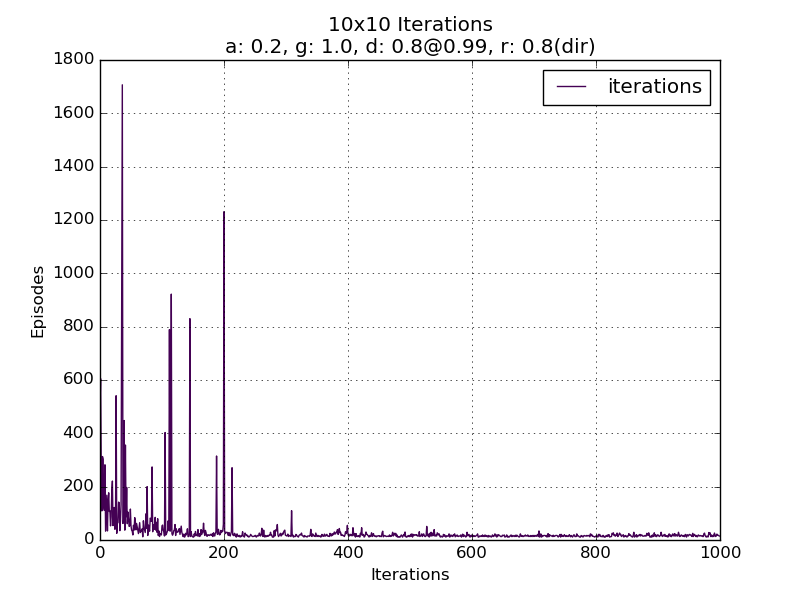 10x10 Iterations
a: 0.2, g: 1.0, d: 0.8@0.99, r: 0.8(dir)
1800
iterations
1600
1400
1200
1000
Episodes
800
600
400
200
0
0 200 400 600 800 1000
Iterations